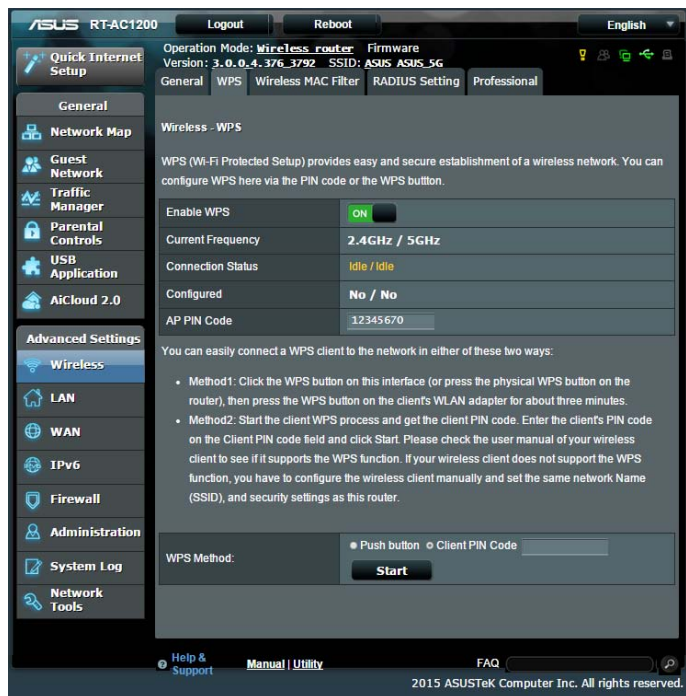 ASUS RT-AC1200 Logout Reboot English
Quick Internet Setup
Operation Mode: Wireless router Firmware
Version: 3.0.0.4.376_3792 SSID: ASUS ASUS_5G
General WPS Wireless MAC Filter RADIUS Setting Professional
General
Network Map
Guest
Network
Traffic
Manager
Parental
Controls
USB
Application
AiCloud 2.0
Advanced Settings
Wireless
LAN
WAN
IPv6
Firewall
Administration
System Log
Network
Tools
Wireless - WPS
WPS (Wi-Fi Protected Setup) provides easy and secure establishment of a wireless network. You can
configure WPS here via the PIN code or the WPS buttton.
Enable WPS ON
Current Frequency 2.4GHz / 5GHz
Connection Status Idle / Idle
Configured No / No
AP PIN Code 12345670
You can easily connect a WPS client to the network in either of these two ways:
• Method1: Click the WPS button on this interface (or press the physical WPS button on the
router), then press the WPS button on the client's WLAN adapter for about three minutes.
• Method2: Start the client WPS process and get the client PIN code. Enter the client's PIN code
on the Client PIN code field and click Start. Please check the user manual of your wireless
client to see if it supports the WPS function. If your wireless client does not support the WPS
function, you have to configure the wireless client manually and set the same network Name
(SSID), and security settings as this router.
WPS Method: Push button Client PIN Code
Start
Help &
Support
Manual | Utility FAQ
2015 ASUSTeK Computer Inc. All rights reserved.